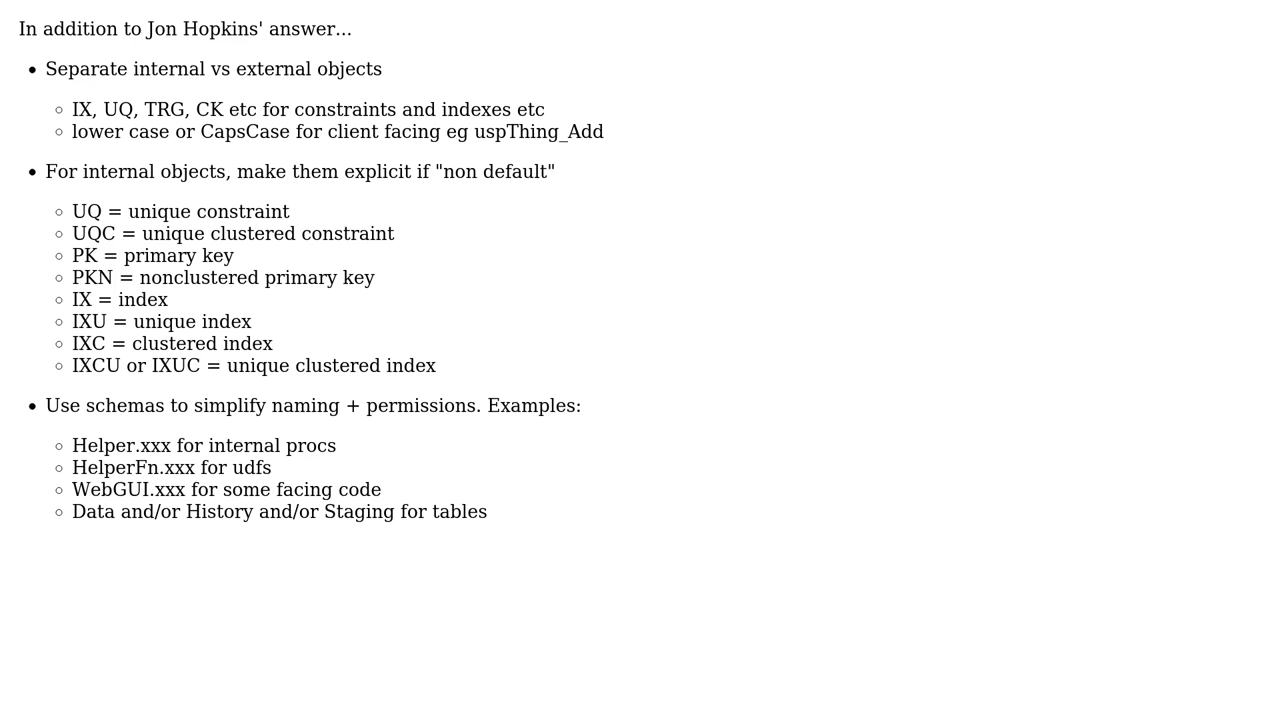 In addition to Jon Hopkins' answer...
Separate internal vs external objects
IX, UQ, TRG, CK etc for constraints and indexes etc
lower case or CapsCase for client facing eg uspThing_Add
For internal objects, make them explicit if "non default"
UQ = unique constraint
UQC = unique clustered constraint
PK = primary key
PKN = nonclustered primary key
IX = index
IXU = unique index
IXC = clustered index
IXCU or IXUC = unique clustered index
Use schemas to simplify naming + permissions. Examples:
Helper.xxx for internal procs
HelperFn.xxx for udfs
WebGUI.xxx for some facing code
Data and/or History and/or Staging for tables